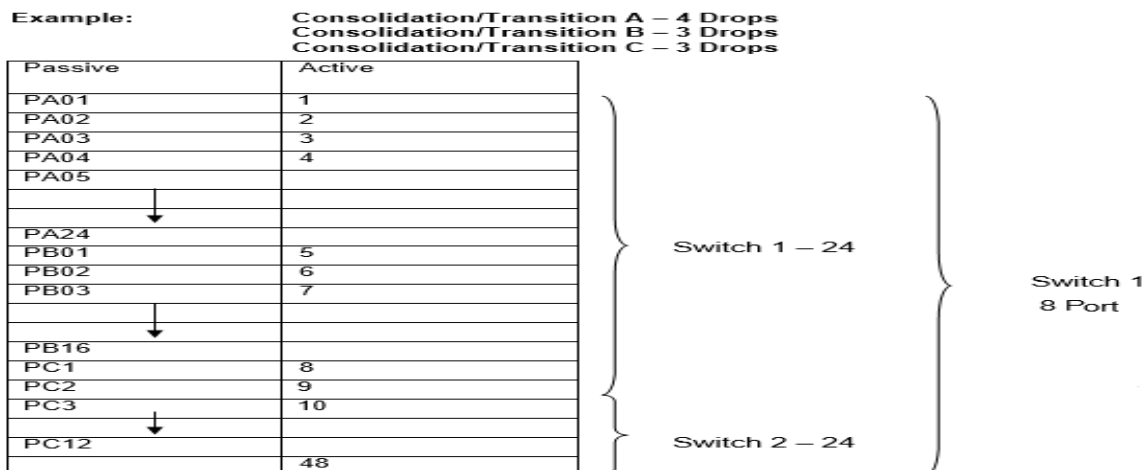 Example: Consolidation/Transition A – 4 Drops
Consolidation/Transition B – 3 Drops
Consolidation/Transition C – 3 Drops
Passive Active
PA01 1
PA02 2
PA03 3
PA04 4
PA05
PA24
PB01 5
Switch 1 – 24
PB02 6
PB03 7
Switch 1
8 Port
PB16
PC1 8
PC2 9
PC3 10
PC12
Switch 2 – 24
48